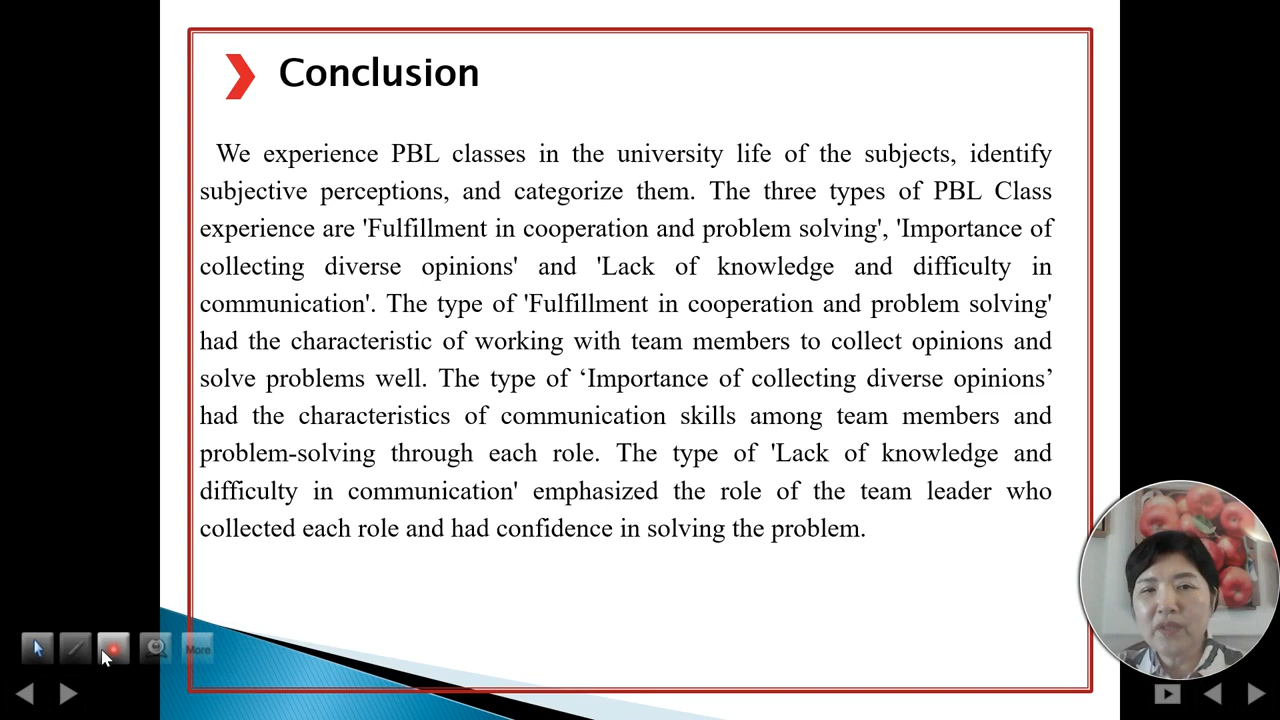 Conclusion
We experience PBL classes in the university life of the subjects, identify
subjective perceptions, and categorize them. The three types of PBL Class
experience are 'Fulfillment in cooperation and problem solving', 'Importance of
collecting diverse opinions' and 'Lack of knowledge and difficulty in
communication'. The type of 'Fulfillment in cooperation and problem solving'
had the characteristic of working with team members to collect opinions and
solve problems well. The type of ‘Importance of collecting diverse opinions’
had the characteristics of communication skills among team members and
problem-solving through each role. The type of 'Lack of knowledge and
difficulty in communication' emphasized the role of the team leader who
collected each role and had confidence in solving the problem.
More